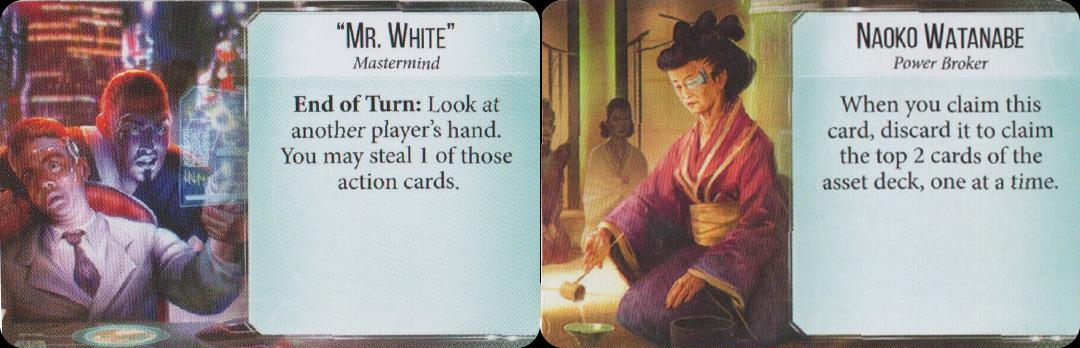 "MR. WHITE"
Mastermind
End of Turn: Look at
another player's hand.
You may steal 1 of those
action cards.
NAOKO WATANABE
Power Broker
When you claim this
card, discard it to claim
the top 2 cards of the
asset deck, one at a time.